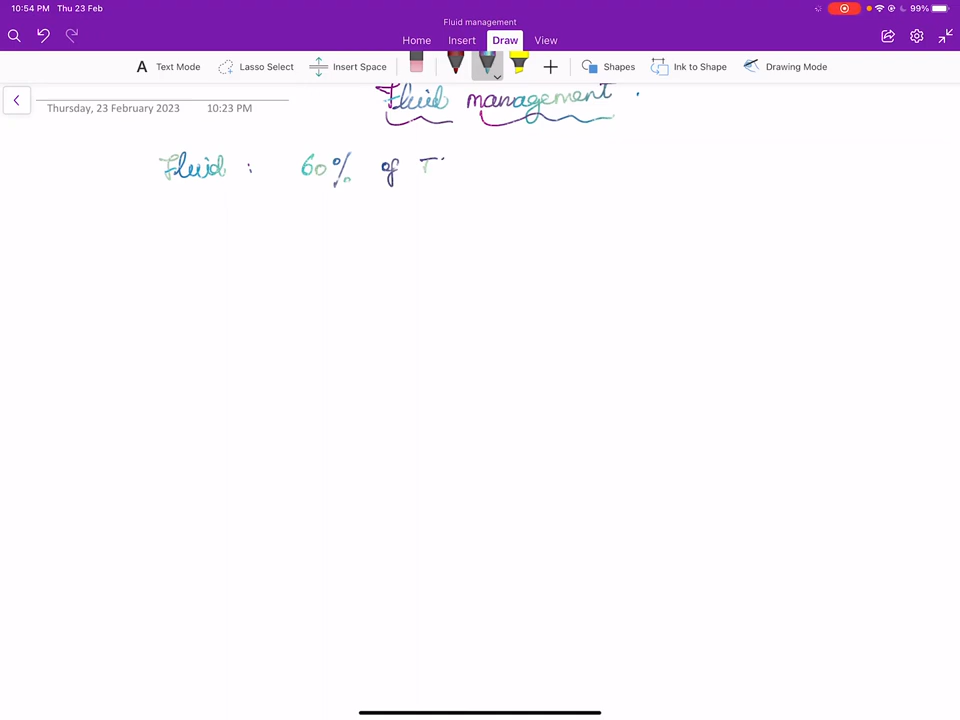 10:54 PM Thu 23 Feb 99%
Fluid management
Home Insert Draw View
A Text Mode Lasso Select Insert Space Shapes Ink to Shape Drawing Mode
Fluid management
Thursday, 23 February 2023 10:23 PM
Fluid : 60% of T